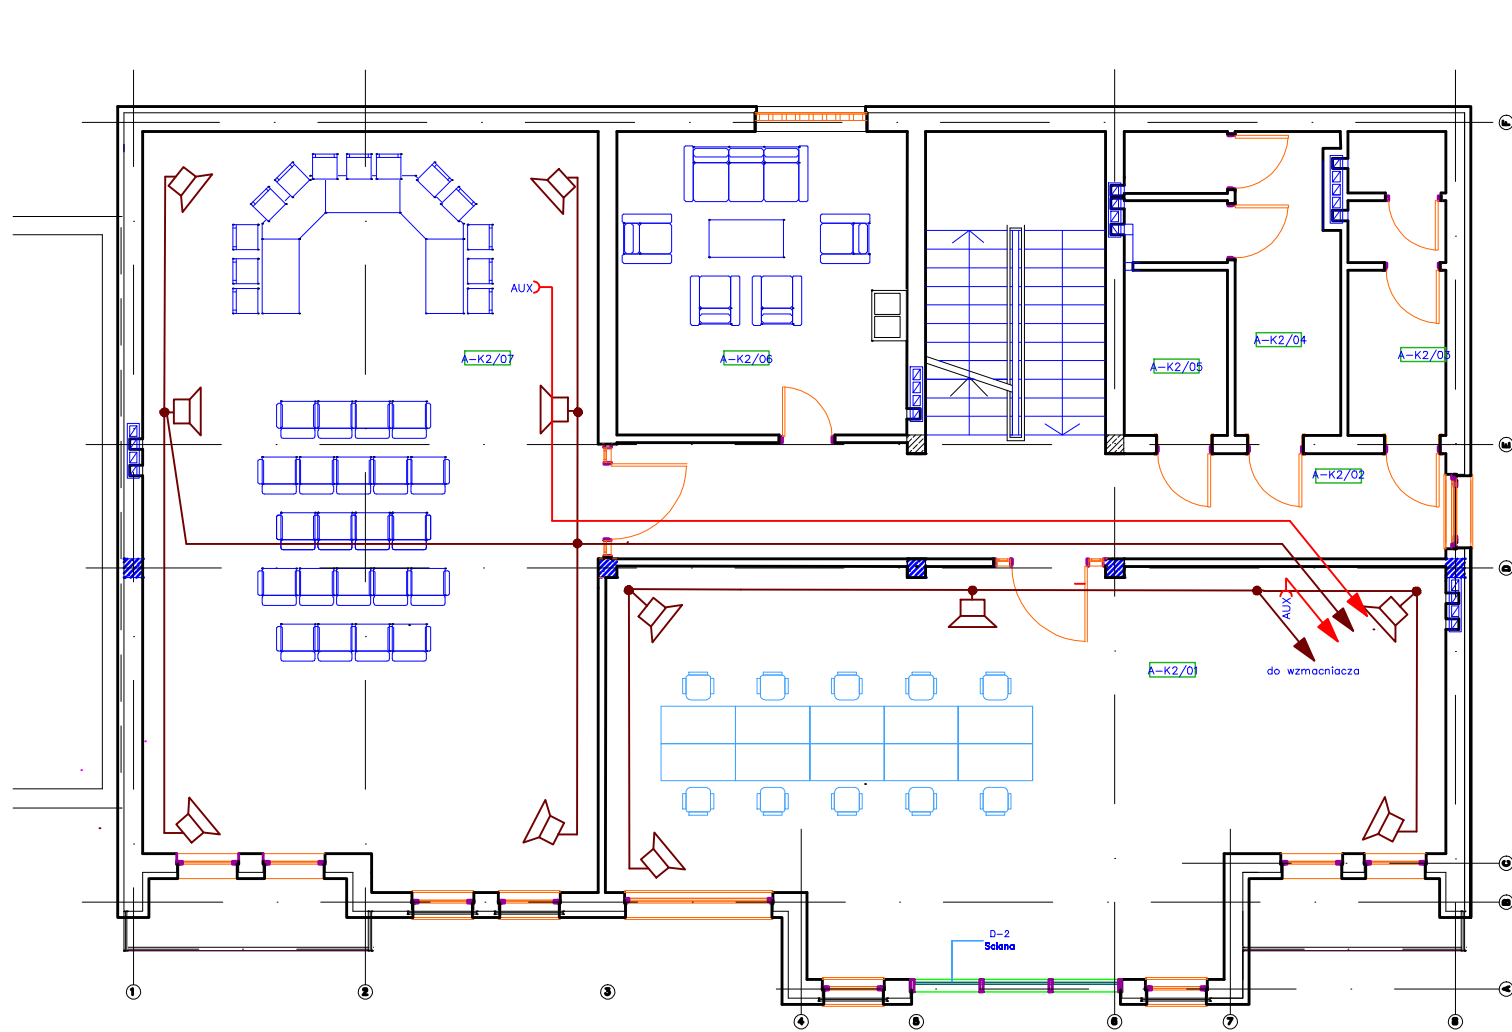 F
AUX
A-K2/07
A-K2/06
A-K2/05
A-K2/04
A-K2/03
E
A-K2/02
D
AUX
A-K2/01
do wzmacniacza
C
B
D-2
Sciana
A
1
2
3
4
5
6
7
8